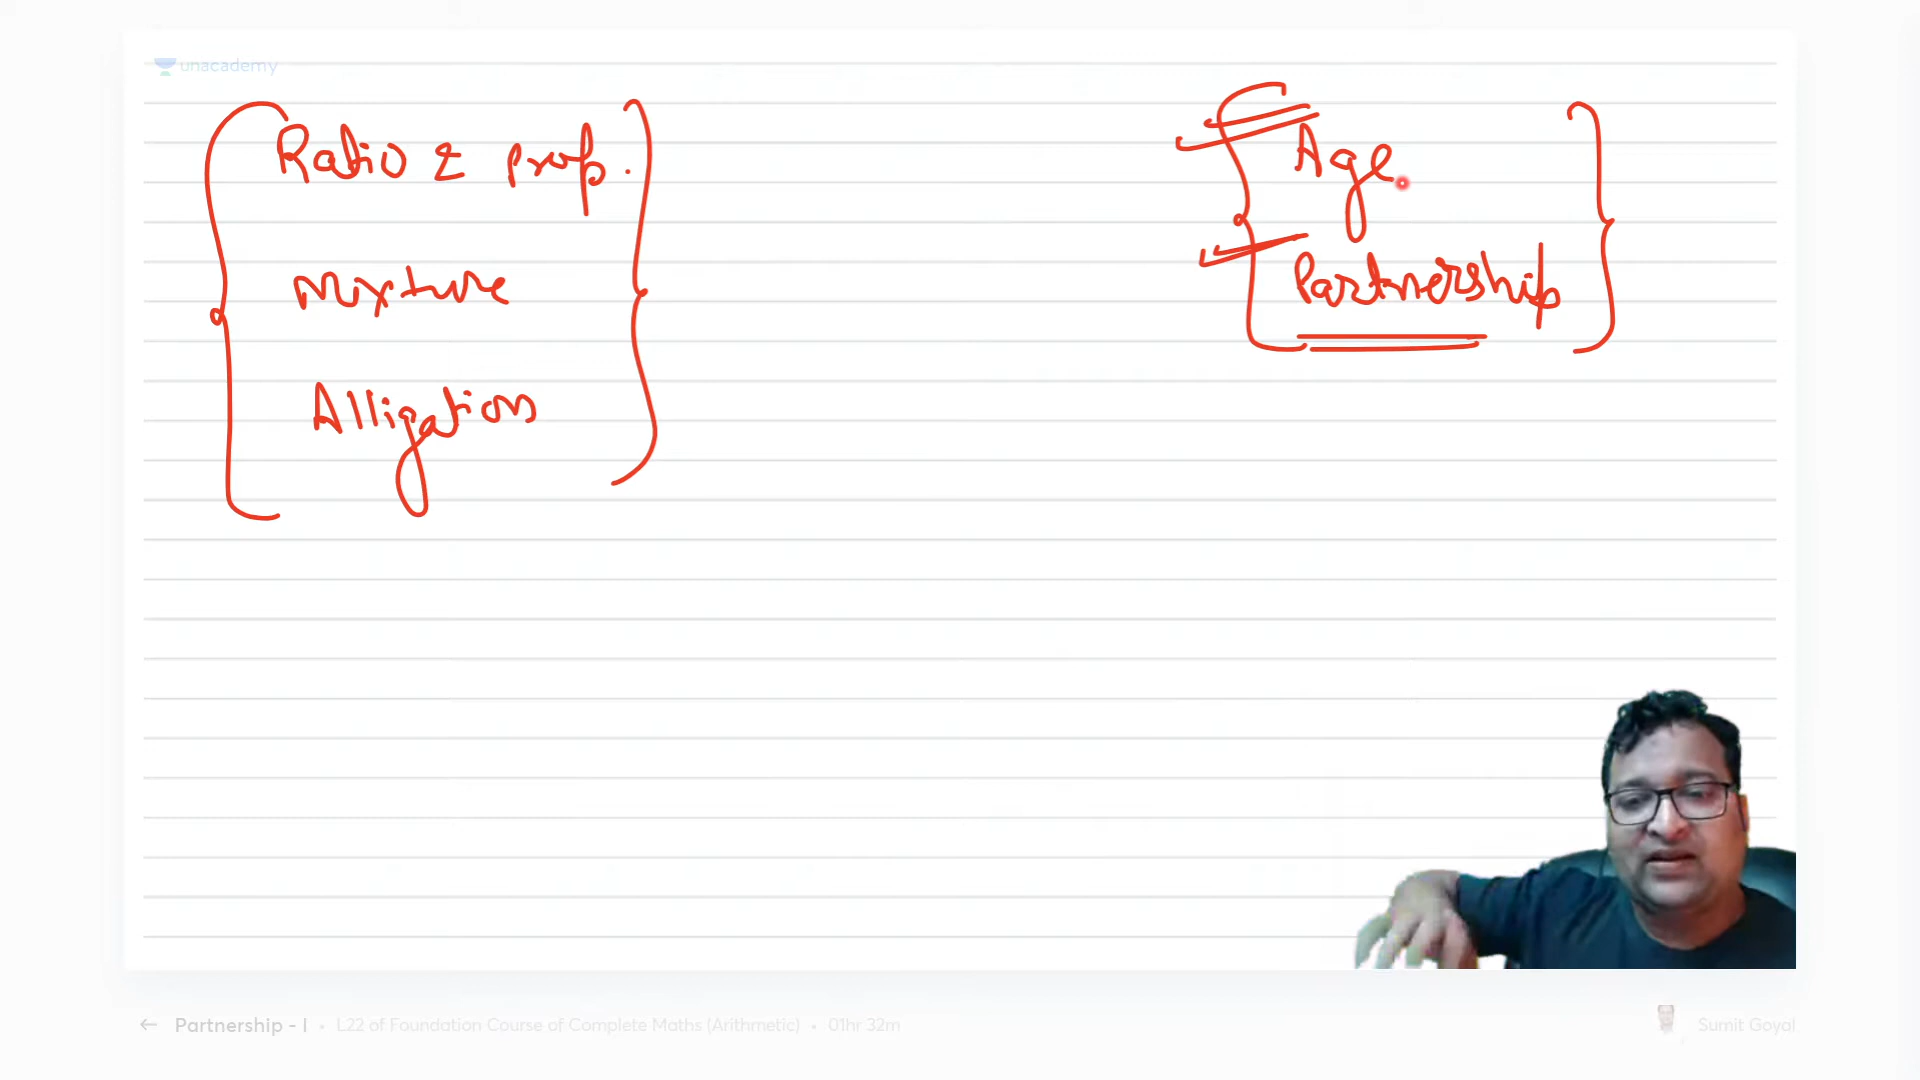 unacademy
Ratio & Prop.
Mixture
Alligation
Age
Partnership
← Partnership - I • L22 of Foundation Course of Complete Maths (Arithmetic) • 01hr 32m
Sumit Goyal